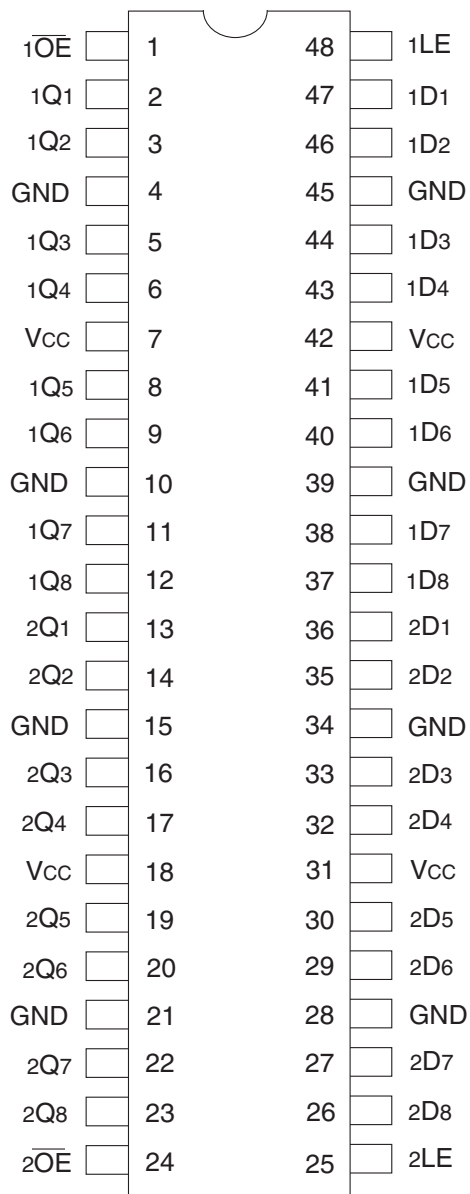 1O̅E̅ 1 48 1LE
1Q1 2 47 1D1
1Q2 3 46 1D2
GND 4 45 GND
1Q3 5 44 1D3
1Q4 6 43 1D4
VCC 7 42 VCC
1Q5 8 41 1D5
1Q6 9 40 1D6
GND 10 39 GND
1Q7 11 38 1D7
1Q8 12 37 1D8
2Q1 13 36 2D1
2Q2 14 35 2D2
GND 15 34 GND
2Q3 16 33 2D3
2Q4 17 32 2D4
VCC 18 31 VCC
2Q5 19 30 2D5
2Q6 20 29 2D6
GND 21 28 GND
2Q7 22 27 2D7
2Q8 23 26 2D8
2O̅E̅ 24 25 2LE